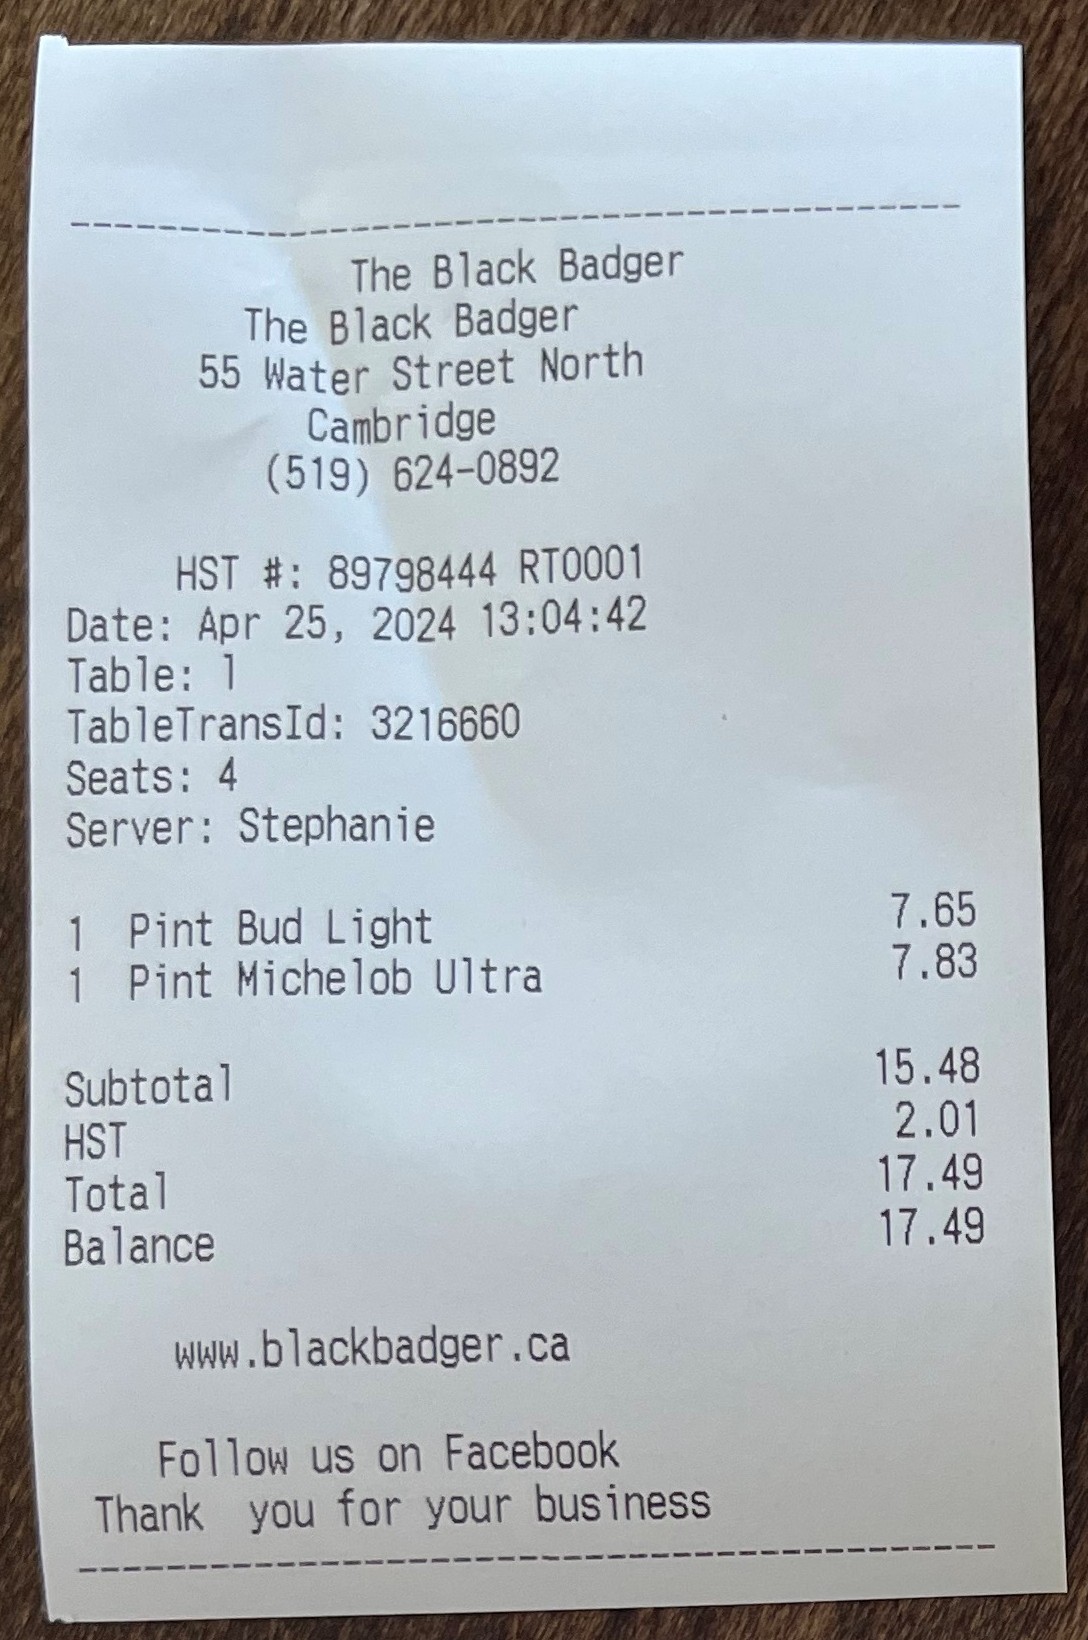 The Black Badger
The Black Badger
55 Water Street North
Cambridge
(519) 624-0892
HST #: 89798444 RT0001
Date: Apr 25, 2024 13:04:42
Table: 1
TableTransId: 3216660
Seats: 4
Server: Stephanie
1 Pint Bud Light 7.65
1 Pint Michelob Ultra 7.83
Subtotal 15.48
HST 2.01
Total 17.49
Balance 17.49
www.blackbadger.ca
Follow us on Facebook
Thank you for your business